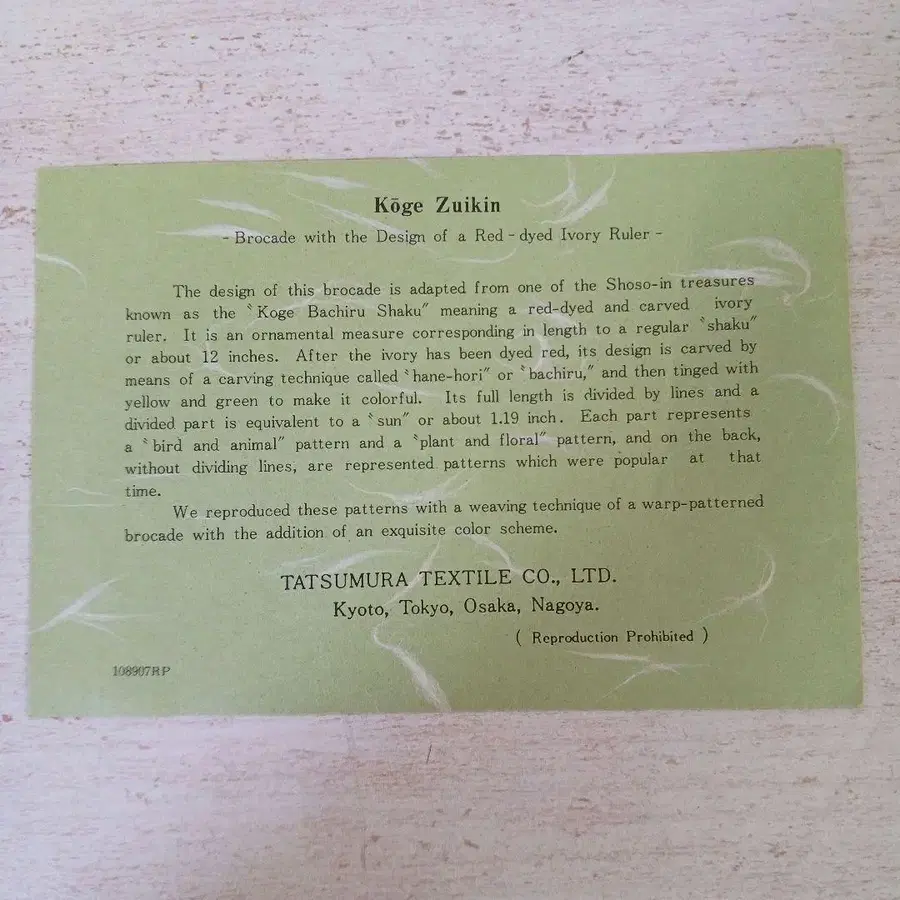 Kōge Zuikin
- Brocade with the Design of a Red - dyed Ivory Ruler -
The design of this brocade is adapted from one of the Shoso-in treasures
known as the "Koge Bachiru Shaku" meaning a red-dyed and carved ivory
ruler. It is an ornamental measure corresponding in length to a regular "shaku"
or about 12 inches. After the ivory has been dyed red, its design is carved by
means of a carving technique called "hane-hori" or "bachiru," and then tinged with
yellow and green to make it colorful. Its full length is divided by lines and a
divided part is equivalent to a "sun" or about 1.19 inch. Each part represents
a "bird and animal" pattern and a "plant and floral" pattern, and on the back,
without dividing lines, are represented patterns which were popular at that
time.
We reproduced these patterns with a weaving technique of a warp-patterned
brocade with the addition of an exquisite color scheme.
TATSUMURA TEXTILE CO., LTD.
Kyoto, Tokyo, Osaka, Nagoya.
( Reproduction Prohibited )
108907RP